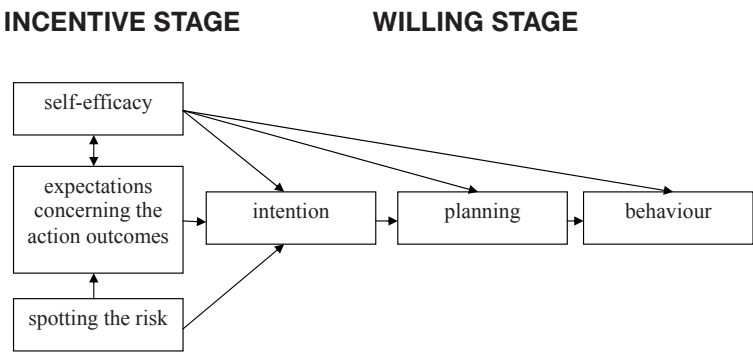 INCENTIVE STAGE WILLING STAGE
self-efficacy
expectations
concerning the
action outcomes
intention
planning
behaviour
spotting the risk